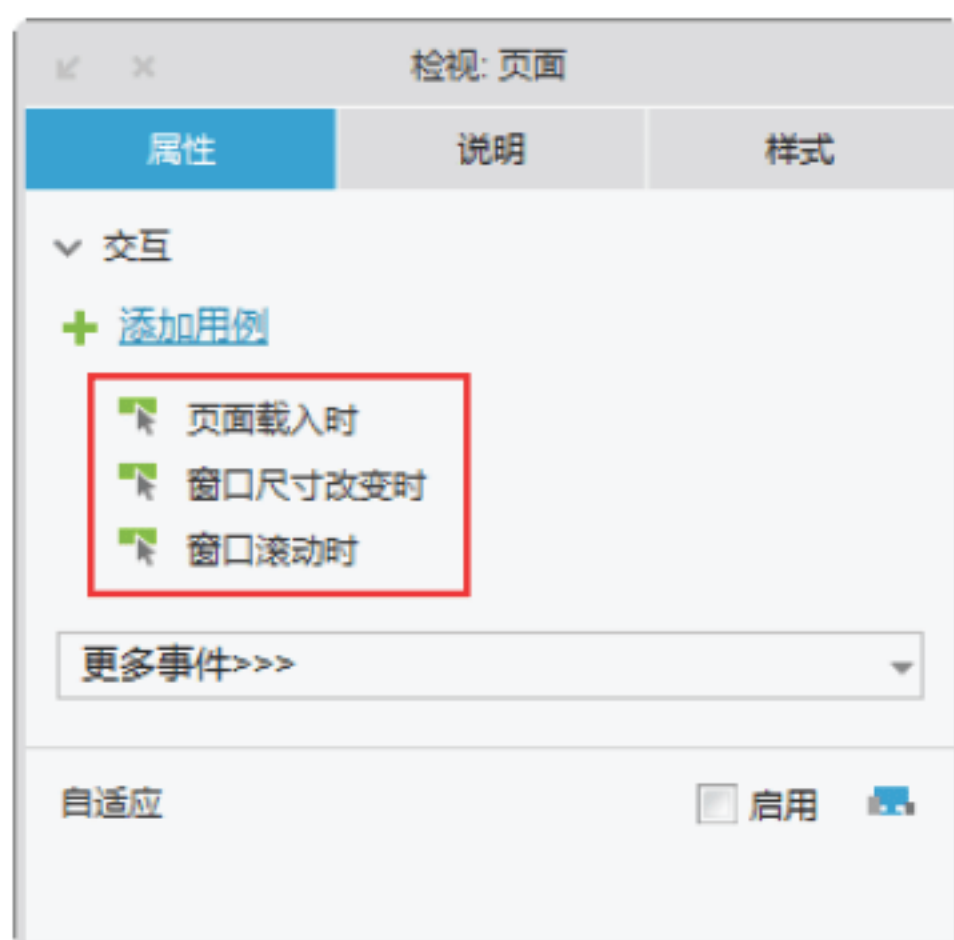 检视: 页面
属性 说明 样式
交互
添加用例
页面载入时
窗口尺寸改变时
窗口滚动时
更多事件>>>
自适应 启用